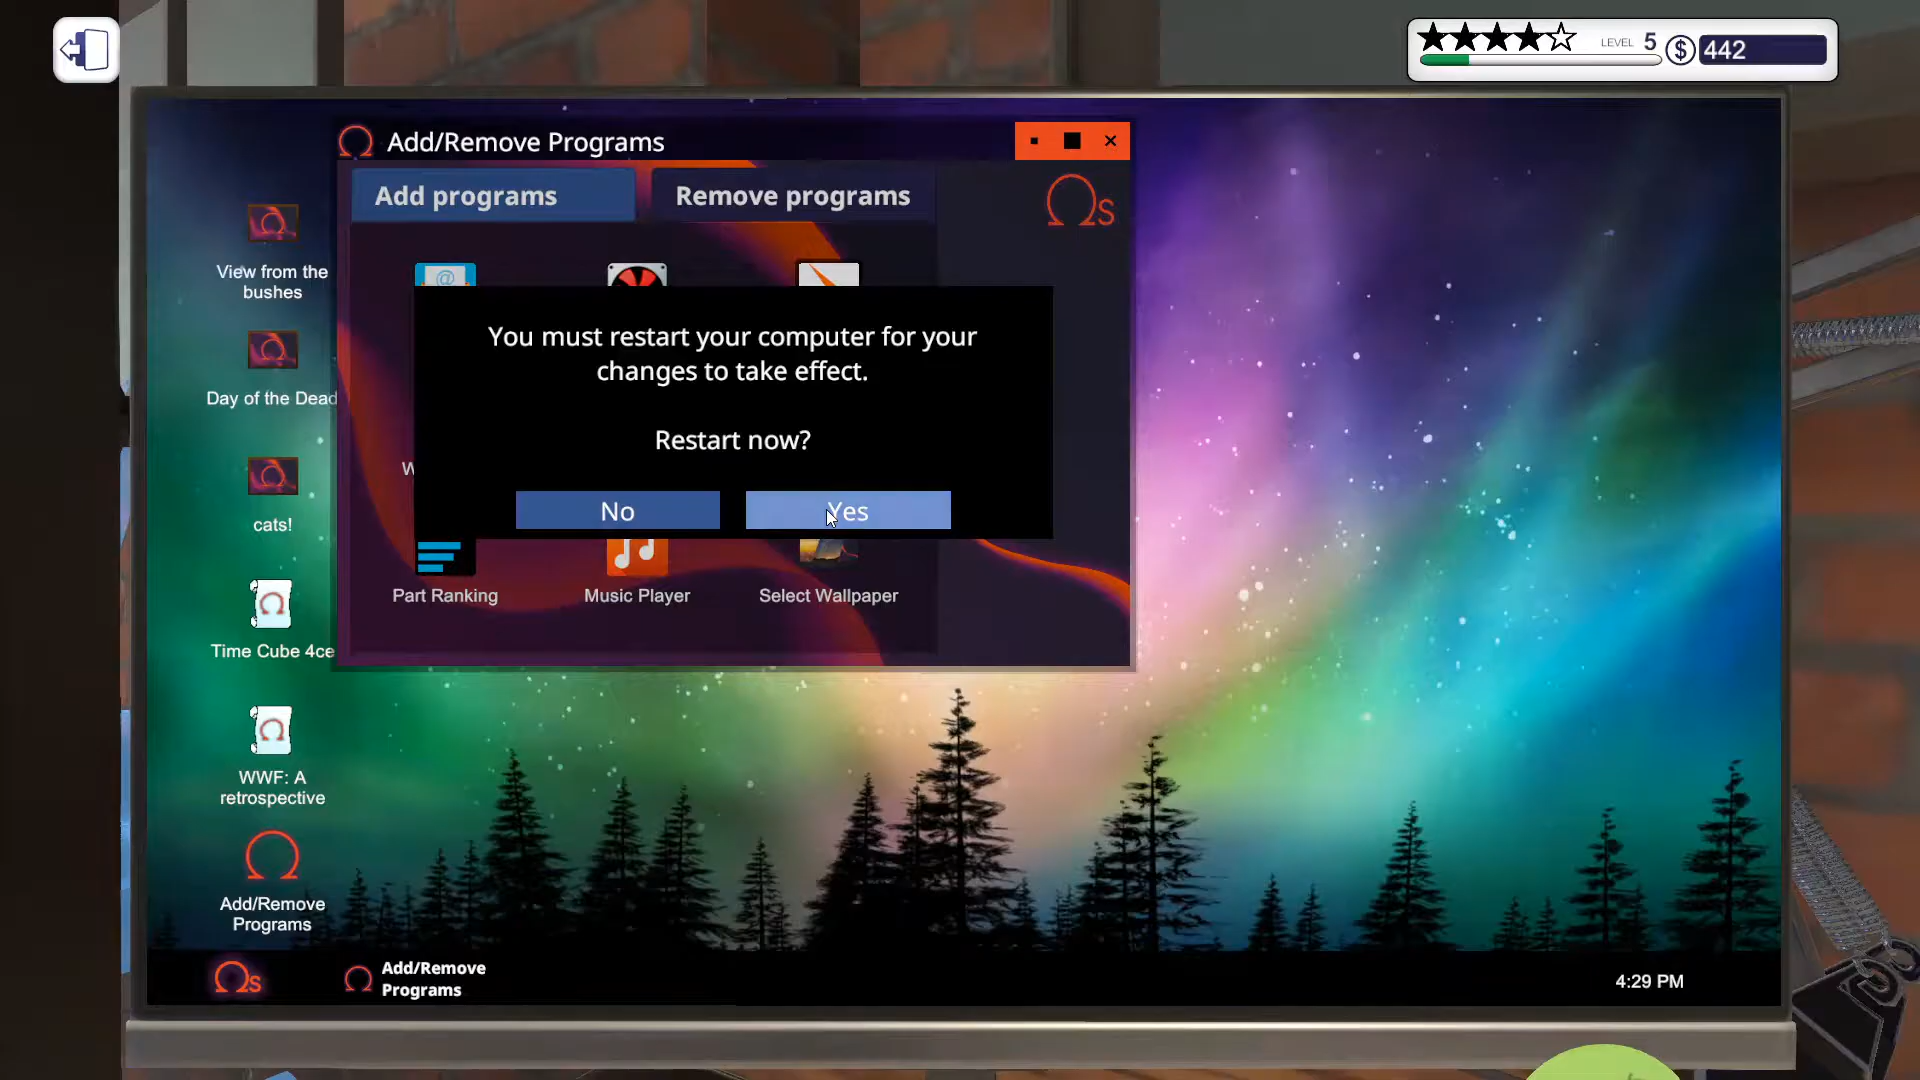 LEVEL 5
$ 442
Add/Remove Programs
Add programs
Remove programs
Ωs
View from the
bushes
You must restart your computer for your
changes to take effect.
Day of the Dead
Restart now?
No
Yes
cats!
Part Ranking
Music Player
Select Wallpaper
Time Cube 4ce
WWF: A
retrospective
Add/Remove
Programs
Ωs
Add/Remove
Programs
4:29 PM